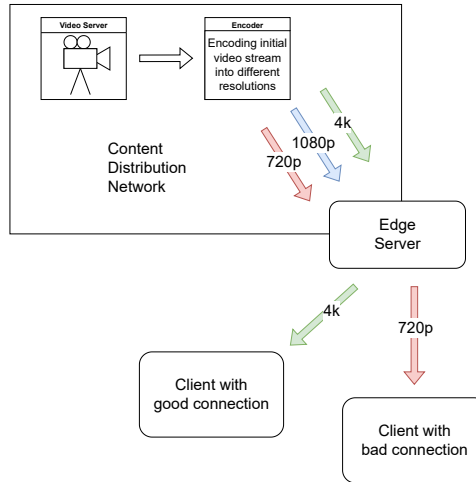 Video Server
Encoder
Encoding initial
video stream
into different
resolutions
4k
1080p
720p
Content
Distribution
Network
Edge
Server
4k
720p
Client with
good connection
Client with
bad connection